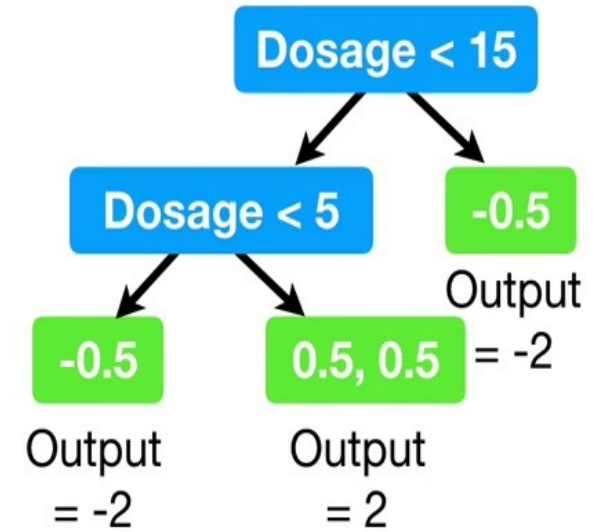 Dosage < 15
Dosage < 5
-0.5
Output
= -2
-0.5
Output
= -2
0.5, 0.5
Output
= 2